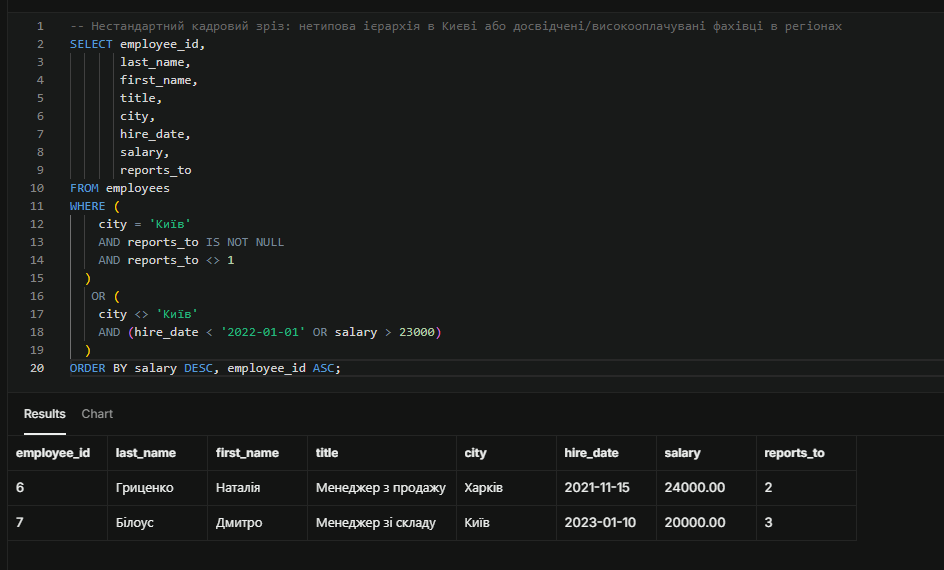 1 -- Нестандартний кадровий зріз: нетипова ієрархія в Києві або досвідчені/високооплачувані фахівці в регіонах
2 SELECT employee_id,
3 last_name,
4 first_name,
5 title,
6 city,
7 hire_date,
8 salary,
9 reports_to
10 FROM employees
11 WHERE (
12 city = 'Київ'
13 AND reports_to IS NOT NULL
14 AND reports_to <> 1
15 )
16 OR (
17 city <> 'Київ'
18 AND (hire_date < '2022-01-01' OR salary > 23000)
19 )
20 ORDER BY salary DESC, employee_id ASC;
Results Chart
employee_id last_name first_name title city hire_date salary reports_to
6 Гриценко Наталія Менеджер з продажу Харків 2021-11-15 24000.00 2
7 Білоус Дмитро Менеджер зі складу Київ 2023-01-10 20000.00 3